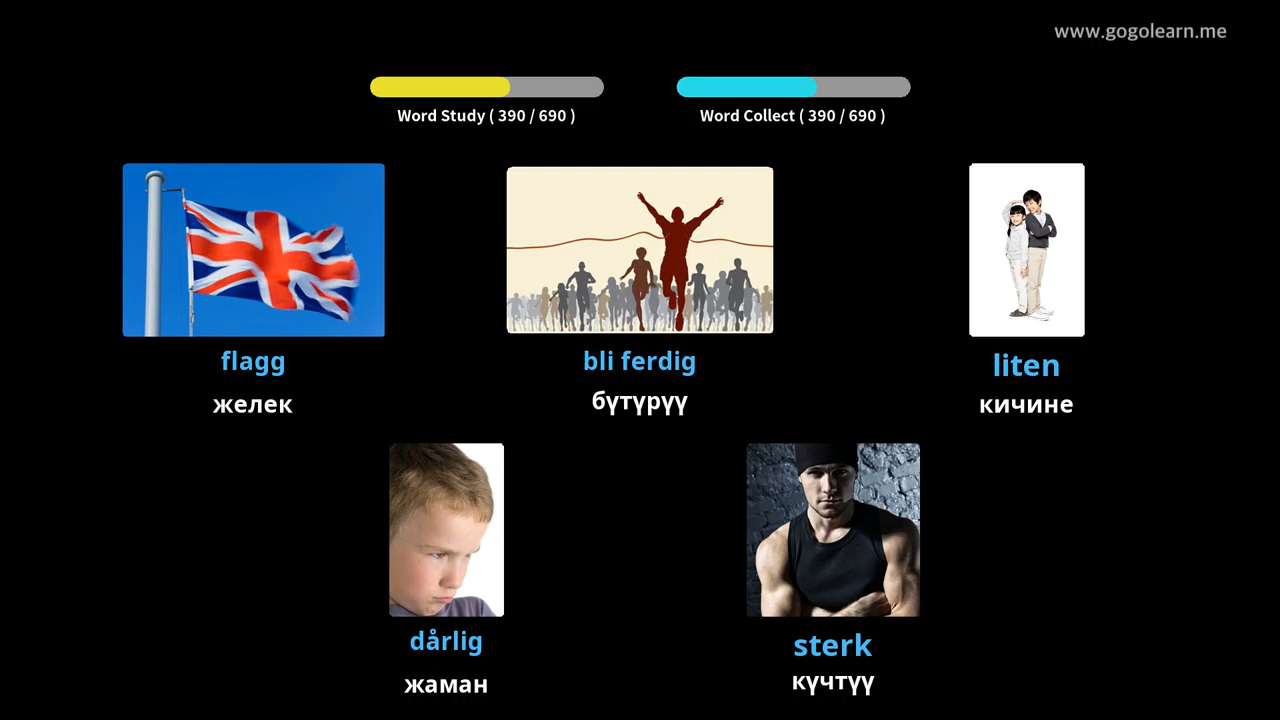 www.gogolearn.me
Word Study ( 390 / 690 )
Word Collect ( 390 / 690 )
flagg
желек
bli ferdig
бүтүрүү
liten
кичине
dårlig
жаман
sterk
күчтүү